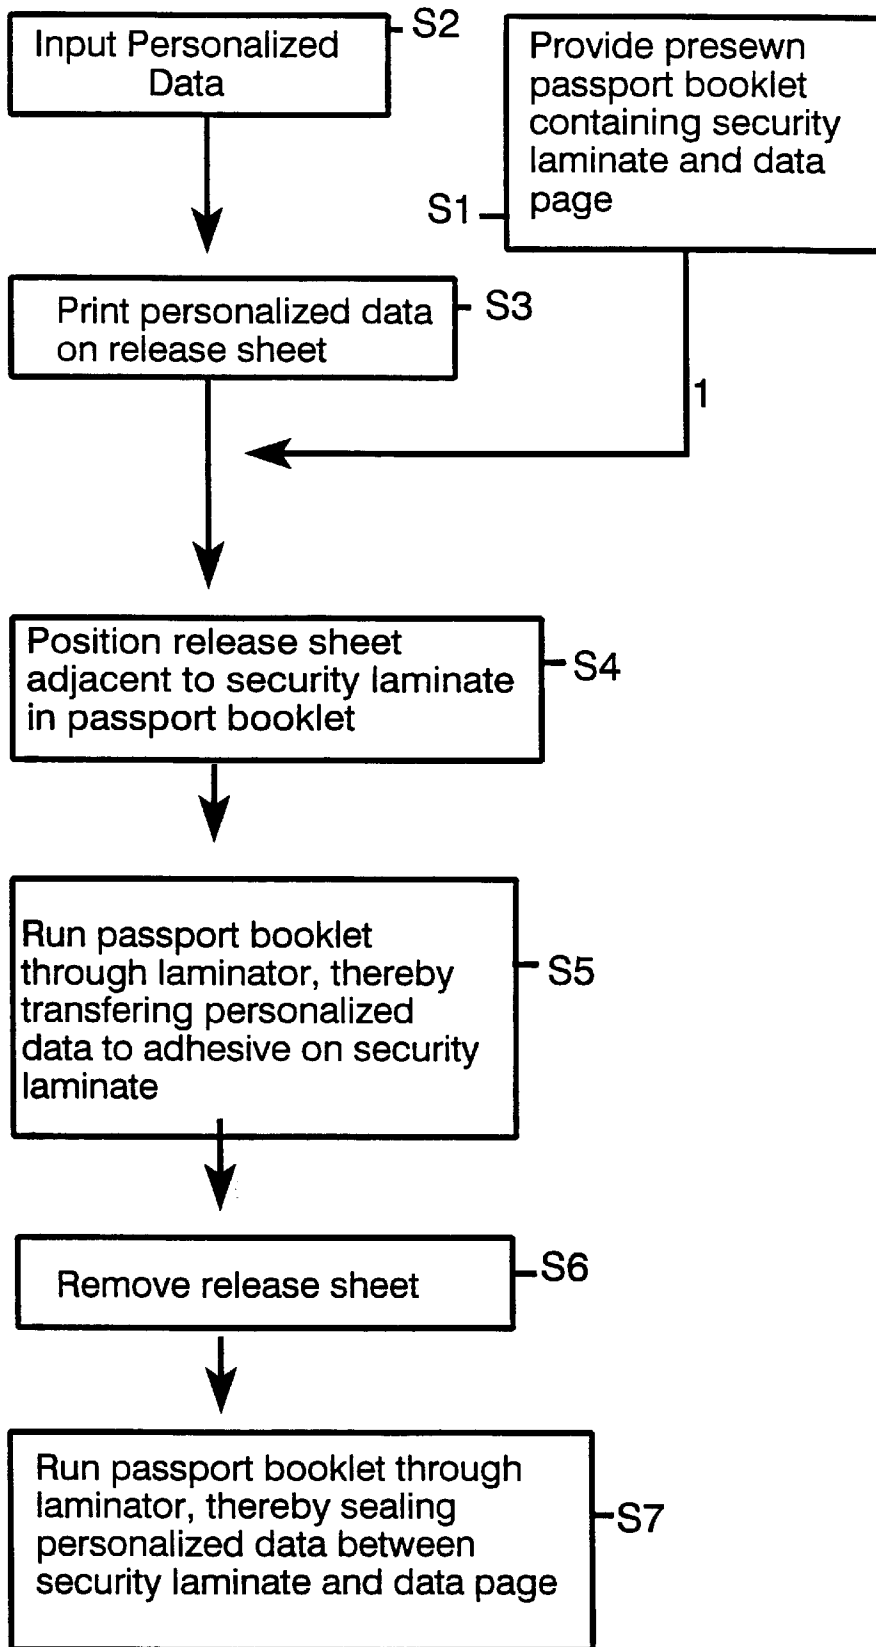 Input Personalized
Data
S2
Provide presewn
passport booklet
containing security
laminate and data
page
S1
Print personalized data
on release sheet
S3
1
Position release sheet
adjacent to security laminate
in passport booklet
S4
Run passport booklet
through laminator, thereby
transfering personalized
data to adhesive on security
laminate
S5
Remove release sheet
S6
Run passport booklet through
laminator, thereby sealing
personalized data between
security laminate and data page
S7